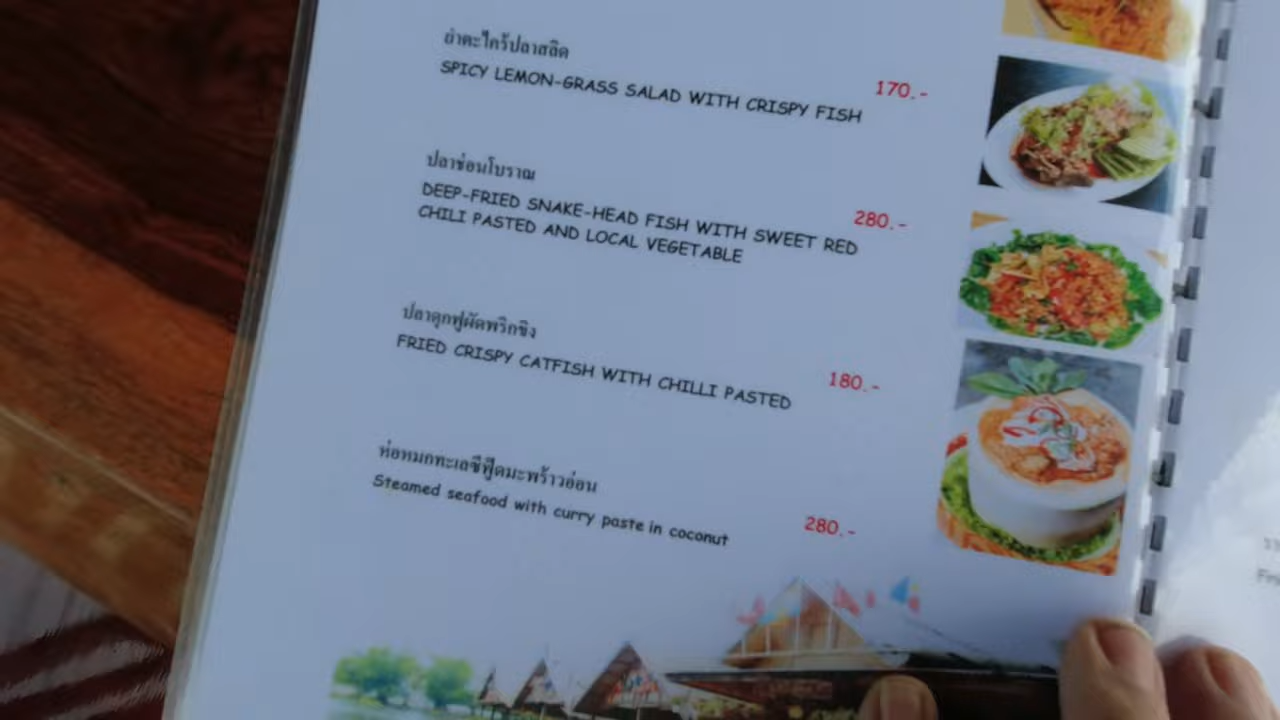 ยำตะไคร้ปลาสลิด
SPICY LEMON-GRASS SALAD WITH CRISPY FISH
170.-
ปลาช่อนโบราณ
DEEP-FRIED SNAKE-HEAD FISH WITH SWEET RED
280.-
CHILI PASTED AND LOCAL VEGETABLE
ปลาดุกฟูผัดพริกขิง
FRIED CRISPY CATFISH WITH CHILLI PASTED
180.-
ห่อหมกทะเลซีฟู๊ดมะพร้าวอ่อน
Steamed seafood with curry paste in coconut
280.-